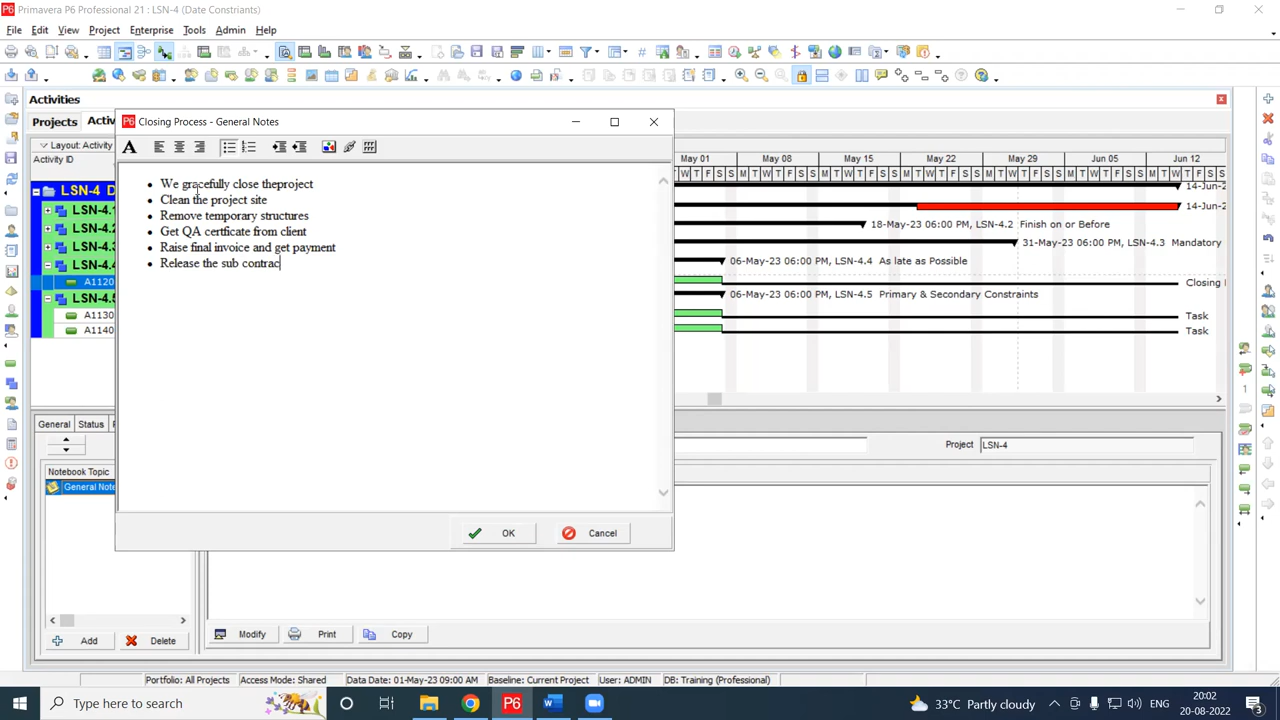 Primavera P6 Professional 21 : LSN-4 (Date Constriants)
File Edit View Project Enterprise Tools Admin Help
Activities
Projects
Layout: Activity
Activity ID
LSN-4
LSN-4.1
LSN-4.
LSN-4.
LSN-4.4
A1120
LSN-4.5
A1130
A1140
Closing Process - General Notes
We gracefully close theproject
Clean the project site
Remove temporary structures
Get QA certficate from client
Raise final invoice and get payment
Release the sub contrac
OK Cancel
May 01 May 08 May 15 May 22 May 29 Jun 05 Jun 12
T W T F S S M T W T F S S M T W T F S S M T W T F S S M T W T F S S M T W T F S S M T W T
14-Jun-2
14-Jun-2
18-May-23 06:00 PM, LSN-4.2 Finish on or Before
31-May-23 06:00 PM, LSN-4.3 Mandatory
06-May-23 06:00 PM, LSN-4.4 As late as Possible
Closing
06-May-23 06:00 PM, LSN-4.5 Primary & Secondary Constraints
Task
Task
General Status
Project LSN-4
Notebook Topic
General Note
Add Delete
Modify Print Copy
Portfolio: All Projects Access Mode: Shared Data Date: 01-May-23 09:00 AM Baseline: Current Project User: ADMIN DB: Training (Professional)
Type here to search
33°C Partly cloudy
ENG
20:02
20-08-2022
3